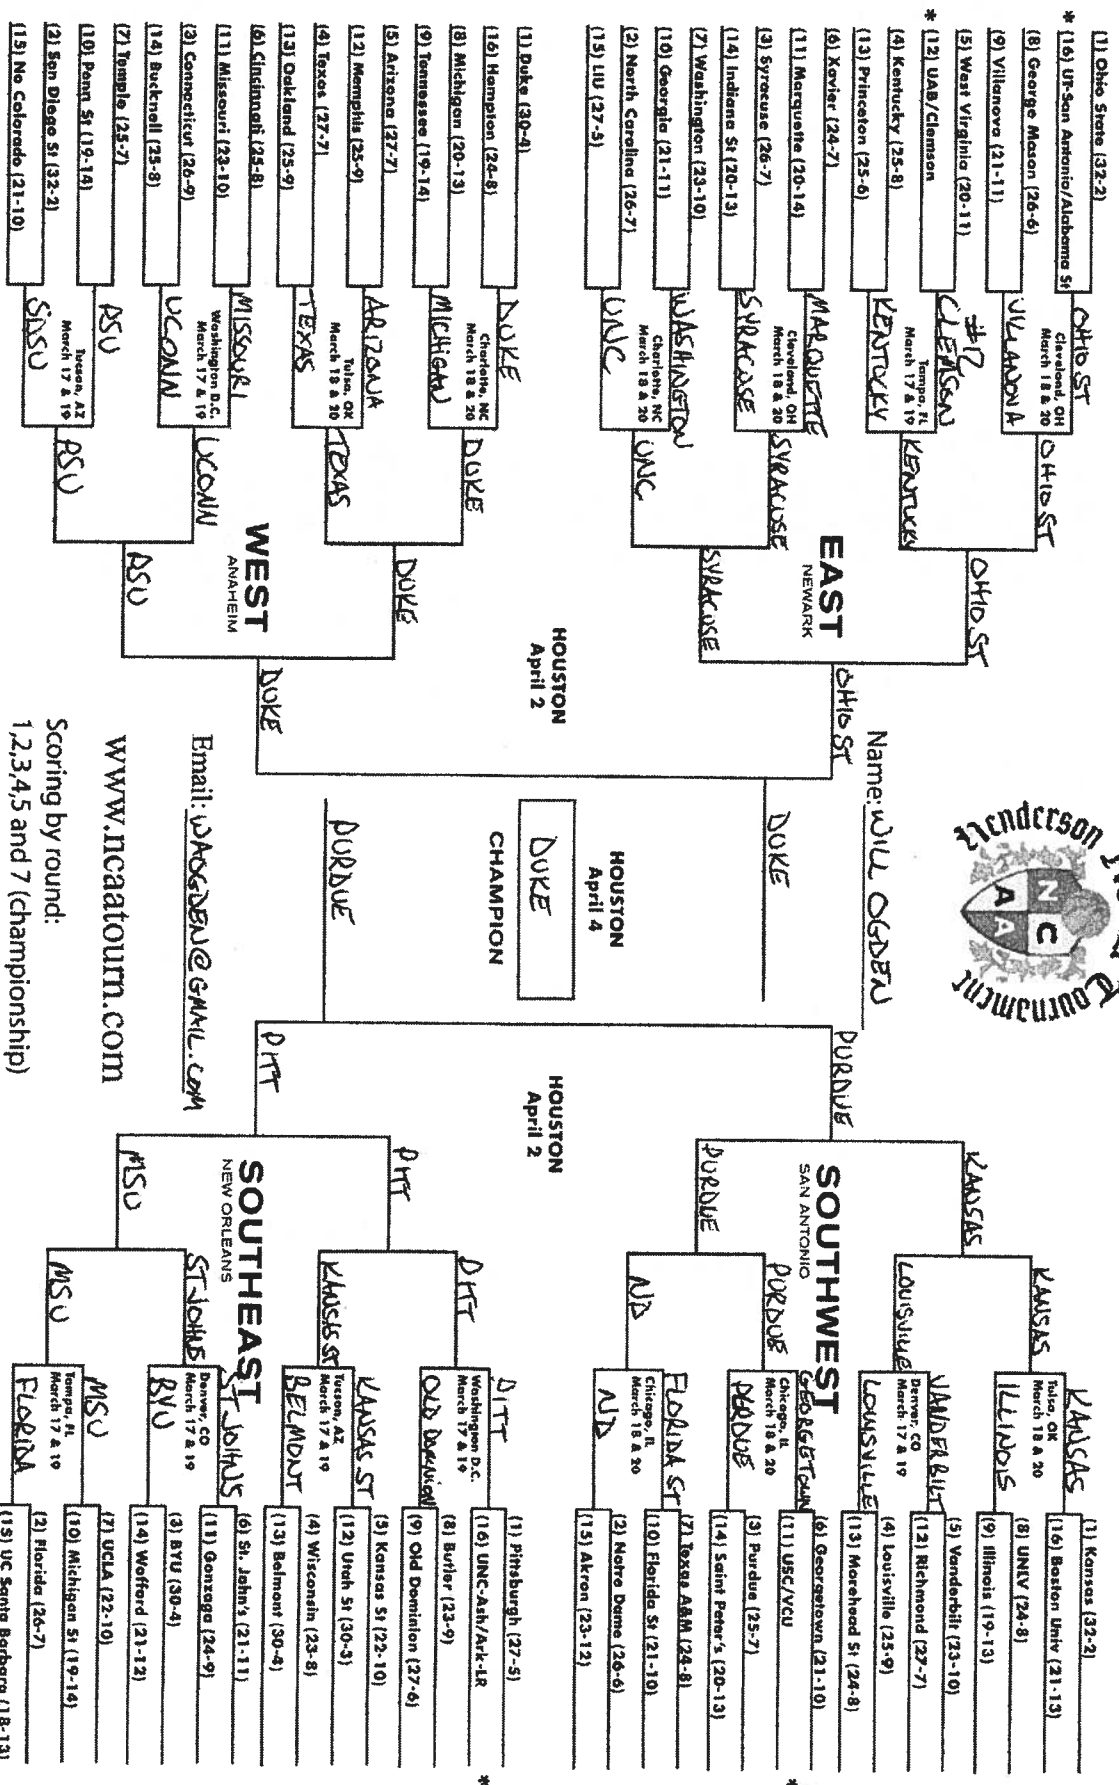 Henderson
Tournament
NCAA
Name: WILL OGDEN
(1) Ohio State (32-2)
* (16) UT-San Antonio/Alabama St
(8) George Mason (26-6)
(9) Villanova (21-11)
(5) West Virginia (20-11)
* (12) UAB/Clemson
(4) Kentucky (25-8)
(13) Princeton (25-6)
(6) Xavier (24-7)
(11) Marquette (20-14)
(3) Syracuse (26-7)
(14) Indiana St (20-13)
(7) Washington (23-10)
(10) Georgia (21-11)
(2) North Carolina (26-7)
(15) LIU (27-5)
OHIO ST
Cleveland, OH
March 18 & 20
VILLANOVA
#12
CLEMSON
Tampa, FL
March 17 & 19
KENTUCKY
MARQUETTE
Cleveland, OH
March 18 & 20
SYRACUSE
WASHINGTON
Charlotte, NC
March 18 & 20
UNC
OHIO ST
KENTUCKY
SYRACUSE
UNC
OHIO ST
SYRACUSE
EAST
NEWARK
OHIO ST
(1) Duke (30-4)
(16) Hampton (24-8)
(8) Michigan (20-13)
(9) Tennessee (19-14)
(5) Arizona (27-7)
(12) Memphis (25-9)
(4) Texas (27-7)
(13) Oakland (25-9)
(6) Cincinnati (25-8)
(11) Missouri (23-10)
(3) Connecticut (26-9)
(14) Bucknell (25-8)
(7) Temple (25-7)
(10) Penn St (19-14)
(2) San Diego St (32-2)
(15) No Colorado (21-10)
DUKE
Charlotte, NC
March 18 & 20
MICHIGAN
ARIZONA
Tulsa, OK
March 18 & 20
TEXAS
MISSOURI
Washington D.C.
March 17 & 19
UCONN
PSU
Tucson, AZ
March 17 & 19
SDSU
DUKE
TEXAS
UCONN
PSU
DUKE
PSU
WEST
ANAHEIM
DUKE
HOUSTON
April 2
DUKE
HOUSTON
April 4
DUKE
CHAMPION
PURDUE
HOUSTON
April 2
PURDUE
KANSAS
PURDUE
SOUTHWEST
SAN ANTONIO
KANSAS
LOUISVILLE
PURDUE
ND
KANSAS
Tulsa, OK
March 18 & 20
ILLINOIS
VANDERBILT
Denver, CO
March 17 & 19
LOUISVILLE
GEORGETOWN
Chicago, IL
March 18 & 20
PERDUE
FLORIDA ST
Chicago, IL
March 18 & 20
ND
(1) Kansas (32-2)
(16) Boston Univ (21-13)
(8) UNLV (24-8)
(9) Illinois (19-13)
(5) Vanderbilt (23-10)
(12) Richmond (27-7)
(4) Louisville (25-9)
(13) Morehead St (24-8)
(6) Georgetown (21-10)
(11) USC/VCU *
(3) Purdue (25-7)
(14) Saint Peter's (20-13)
(7) Texas A&M (24-8)
(10) Florida St (21-10)
(2) Notre Dame (26-6)
(15) Akron (23-12)
PITT
PITT
MSU
SOUTHEAST
NEW ORLEANS
PITT
KANSAS ST
ST JOHNS
MSU
PITT
Washington D.C.
March 17 & 19
OLD DOMINION
KANSAS ST
Tucson, AZ
March 17 & 19
BELMONT
ST JOHNS
Denver, CO
March 17 & 19
BYU
MSU
Tampa, FL
March 17 & 19
FLORIDA
(1) Pittsburgh (27-5)
(16) UNC-Ash/Ark-LR *
(8) Butler (23-9)
(9) Old Dominion (27-6)
(5) Kansas St (22-10)
(12) Utah St (30-3)
(4) Wisconsin (23-8)
(13) Belmont (30-4)
(6) St. John's (21-11)
(11) Gonzaga (24-9)
(3) BYU (30-4)
(14) Wofford (21-12)
(7) UCLA (22-10)
(10) Michigan St (19-14)
(2) Florida (26-7)
(15) UC Santa Barbara (18-13)
Email: WAOGDEN@GMAIL.COM
www.ncaatourn.com
Scoring by round:
1,2,3,4,5 and 7 (championship)